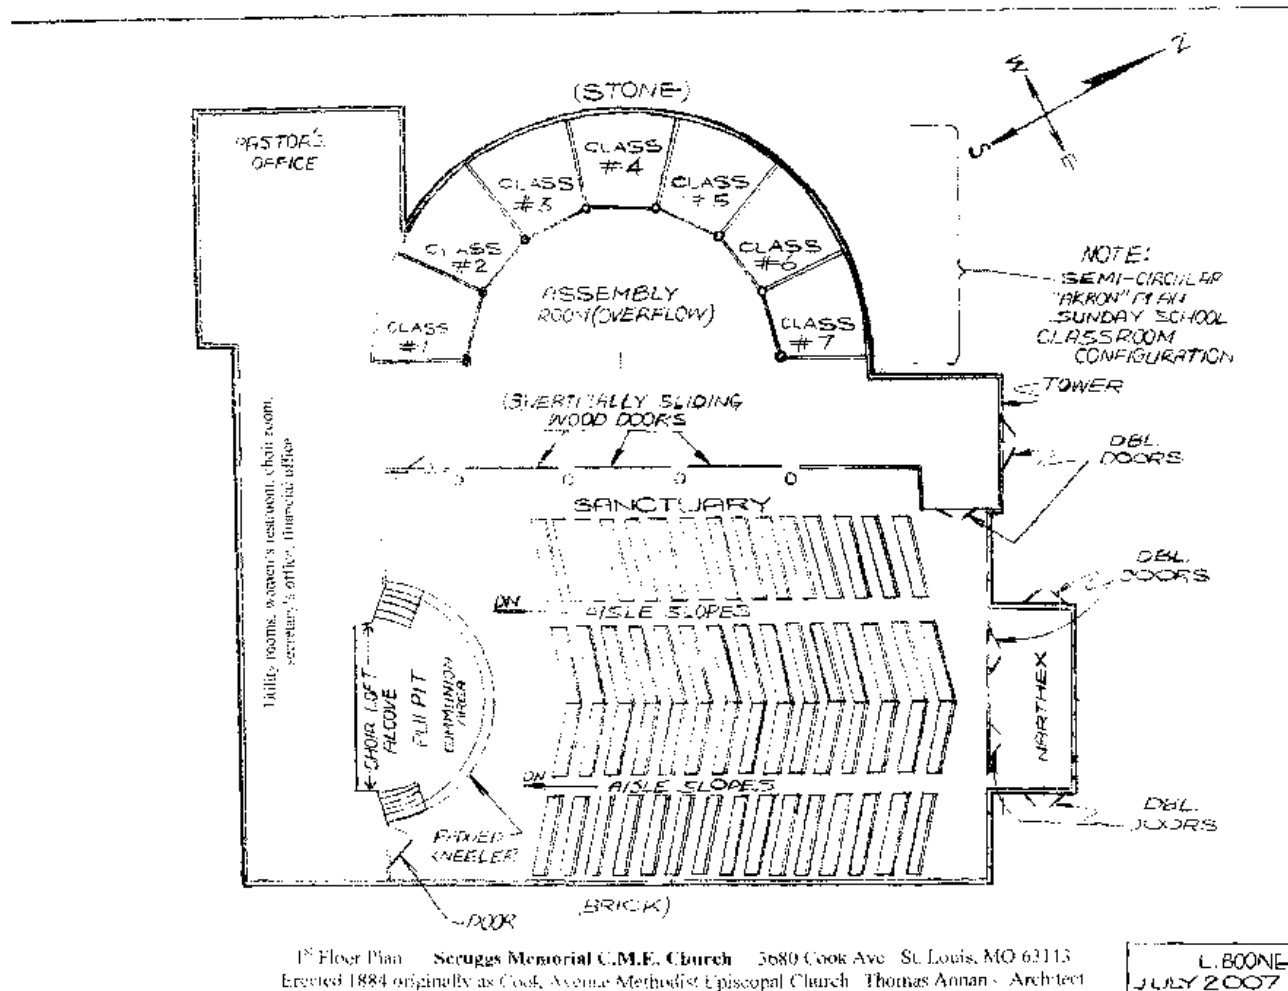 (STONE)
N
W
S
E
PASTOR'S
OFFICE
CLASS
#1
CLASS
#2
CLASS
#3
CLASS
#4
CLASS
#5
CLASS
#6
CLASS
#7
ASSEMBLY
ROOM (OVERFLOW)
NOTE:
SEMI-CIRCULAR
"AKRON" PLAN
SUNDAY SCHOOL
CLASSROOM
CONFIGURATION
TOWER
(3) VERTICALLY SLIDING
WOOD DOORS
DBL.
DOORS
SANCTUARY
DBL.
DOORS
Utility rooms, women's restroom, choir room,
secretary's office, financial office
DN
AISLE SLOPES
CHOIR LOFT
ALCOVE
PULPIT
COMMUNION
AREA
NARTHEX
DN
AISLE SLOPES
DBL.
DOORS
PADDED
KNEELER
DOOR
BRICK)
1st Floor Plan Scruggs Memorial C.M.E. Church 3680 Cook Ave St. Louis, MO 63113
Erected 1884 originally as Cook Avenue Methodist Episcopal Church Thomas Annan - Architect
L. BOONE
JULY 2007